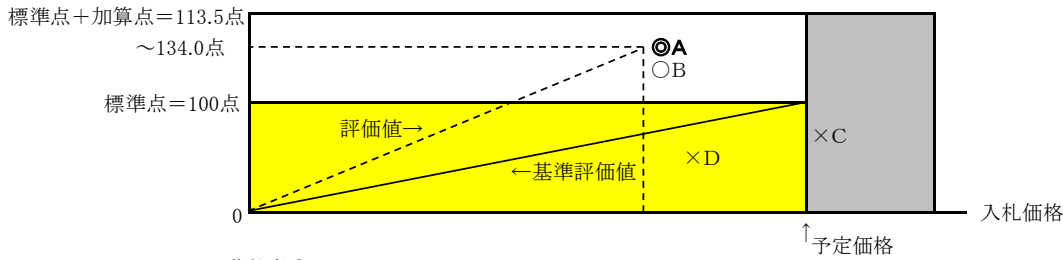 標準点＋加算点＝113.5点
～134.0点
◎A
○B
標準点＝100点
評価値→
×C
×D
←基準評価値
0
入札価格
↑予定価格